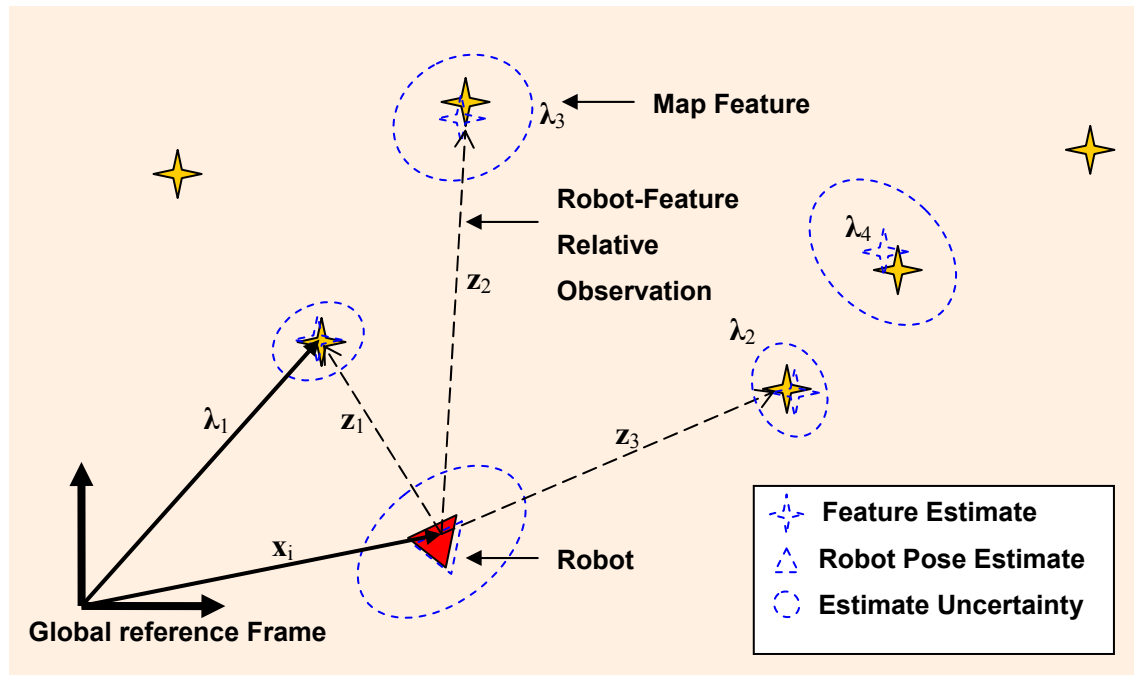 λ3
Map Feature
Robot-Feature
Relative
Observation
λ4
z2
λ2
λ1
z1
z3
xi
Robot
Global reference Frame
Feature Estimate
Robot Pose Estimate
Estimate Uncertainty